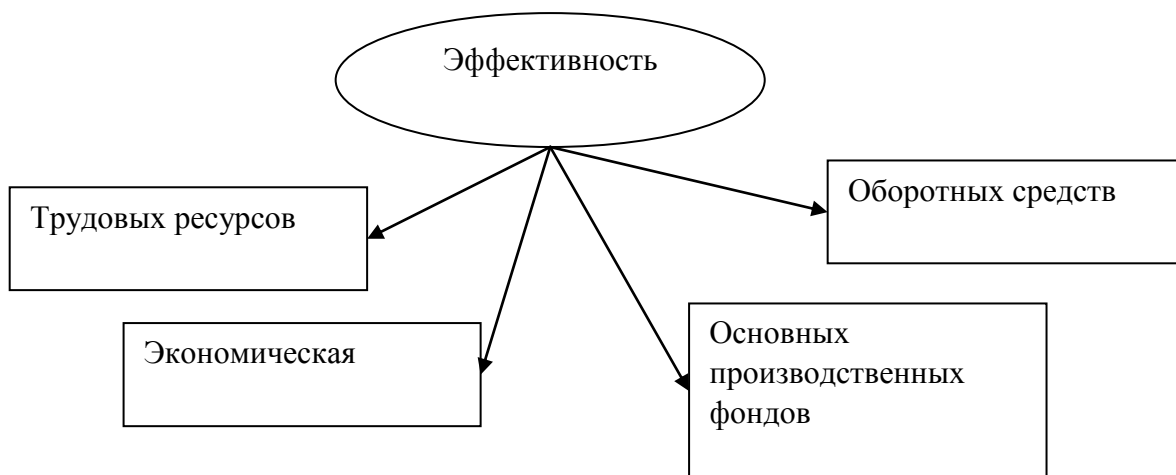 Эффективность
Трудовых ресурсов
Оборотных средств
Экономическая
Основных
производственных
фондов